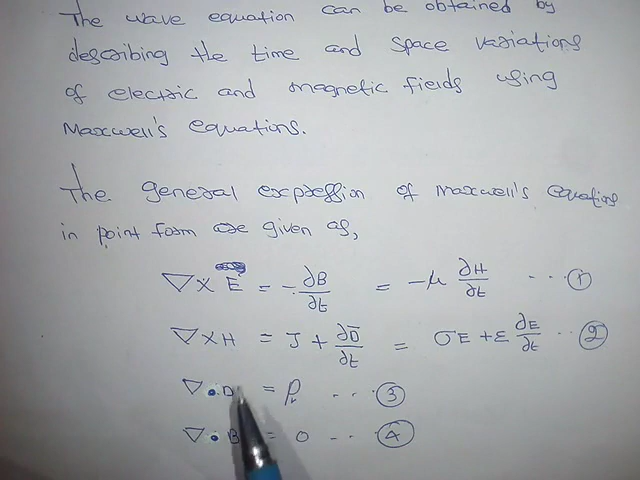 The wave equation can be obtained by
describing the time and space variations
of electric and magnetic fields using
Maxwell's equations.
The general expression of Maxwell's equations
in point form are given as,
∇ × E = -∂B/∂t = -μ ∂H/∂t --- ①
∇ × H = J + ∂D̄/∂t = σE + ε ∂E/∂t -- ②
∇ • D = ρv -- - ③
∇ • B = 0 -- - ④